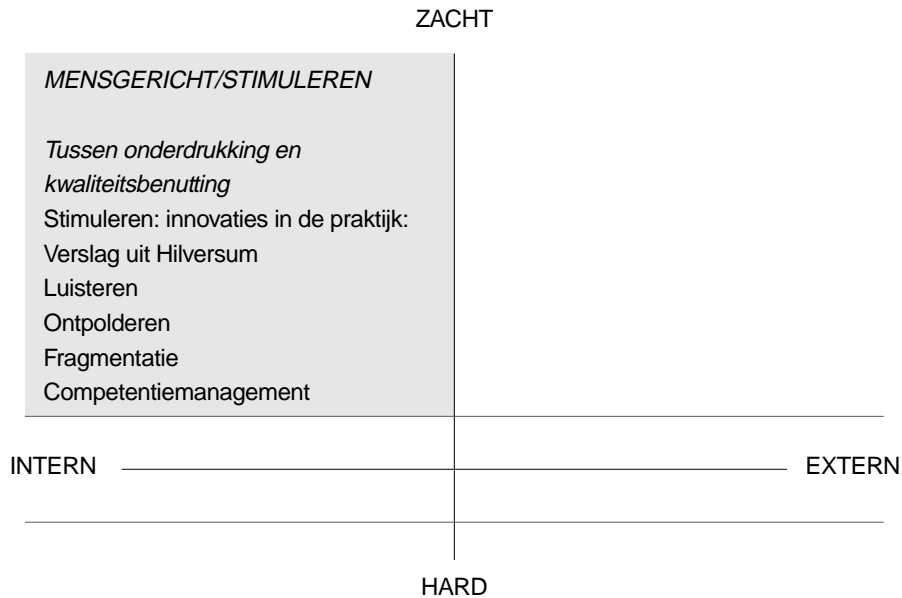 ZACHT
MENSGERICHT/STIMULEREN
Tussen onderdrukking en
kwaliteitsbenutting
Stimuleren: innovaties in de praktijk:
Verslag uit Hilversum
Luisteren
Ontpolderen
Fragmentatie
Competentiemanagement
INTERN
EXTERN
HARD